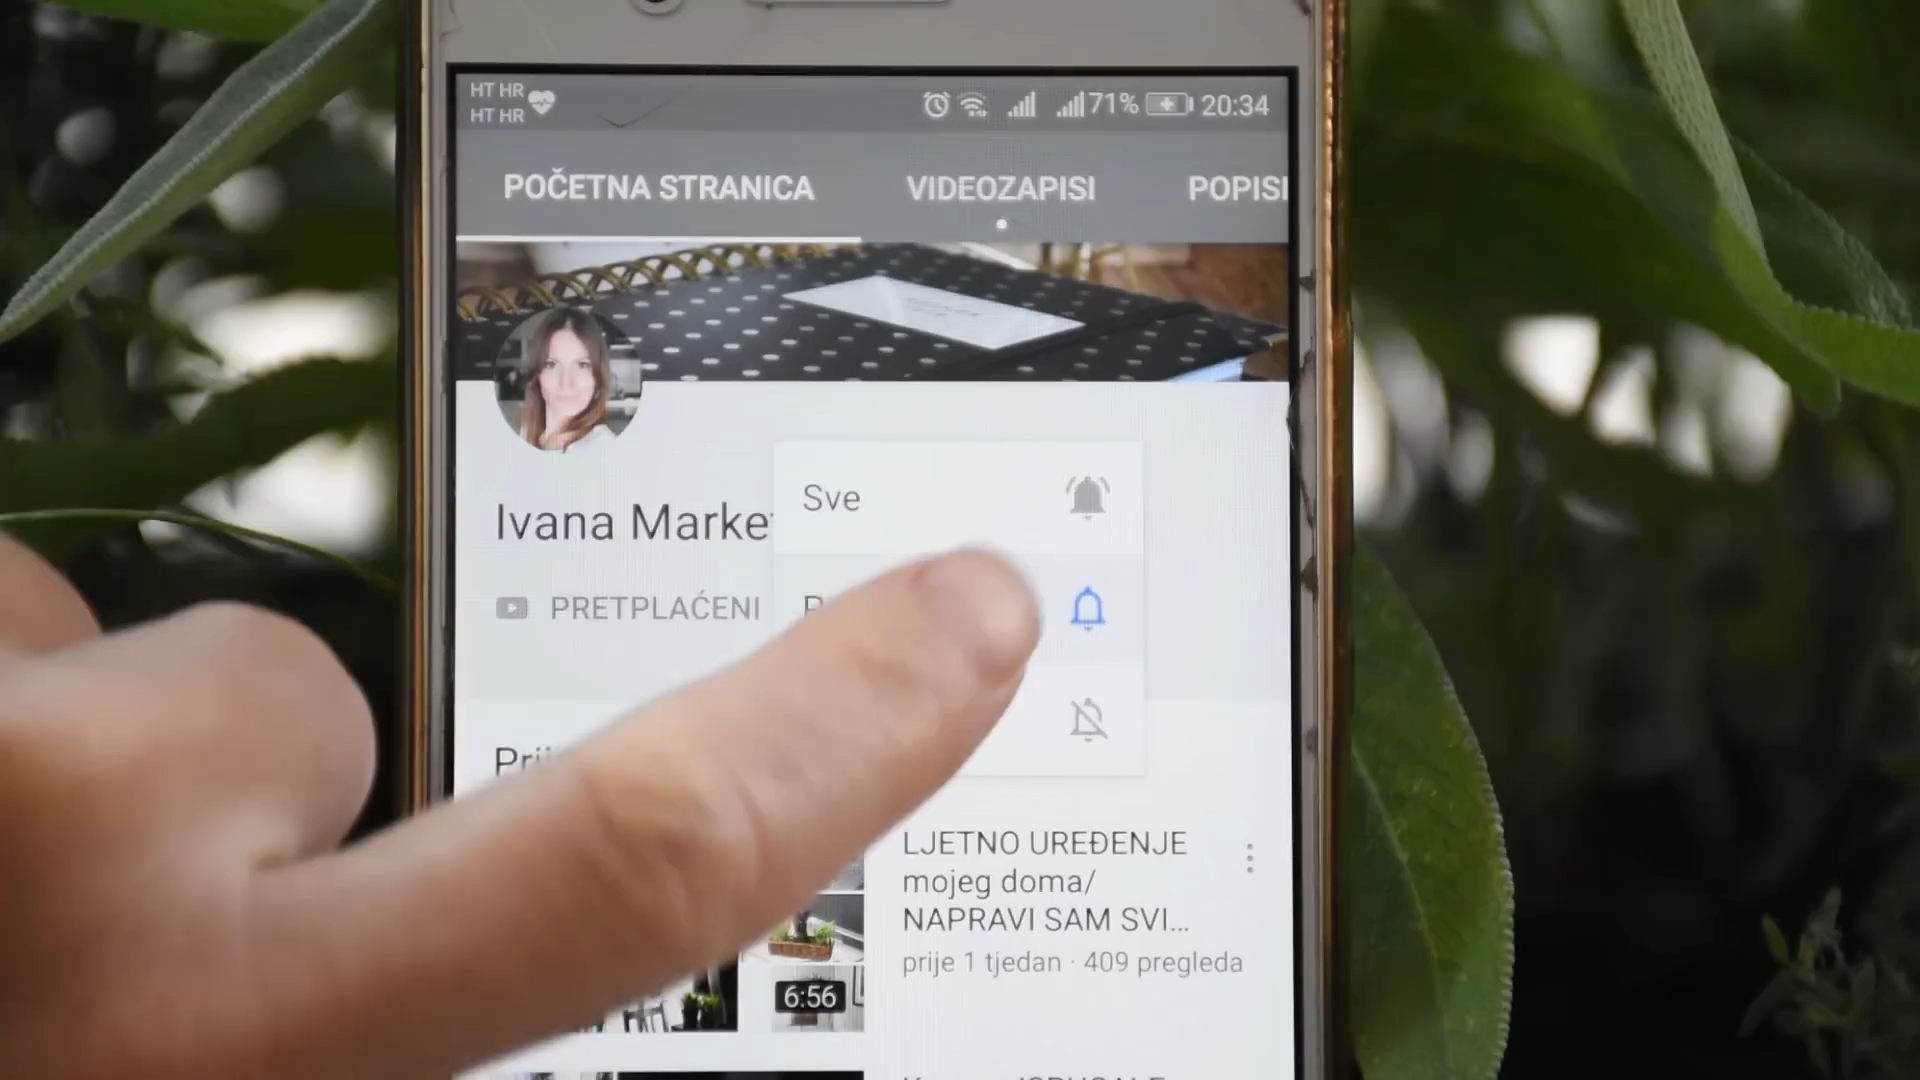 HT HR
HT HR
71%
20:34
POČETNA STRANICA
VIDEOZAPISI
POPISI
Ivana Marke
Sve
PRETPLAĆENI
LJETNO UREĐENJE
mojeg doma/
NAPRAVI SAM SVI...
prije 1 tjedan · 409 pregleda
6:56